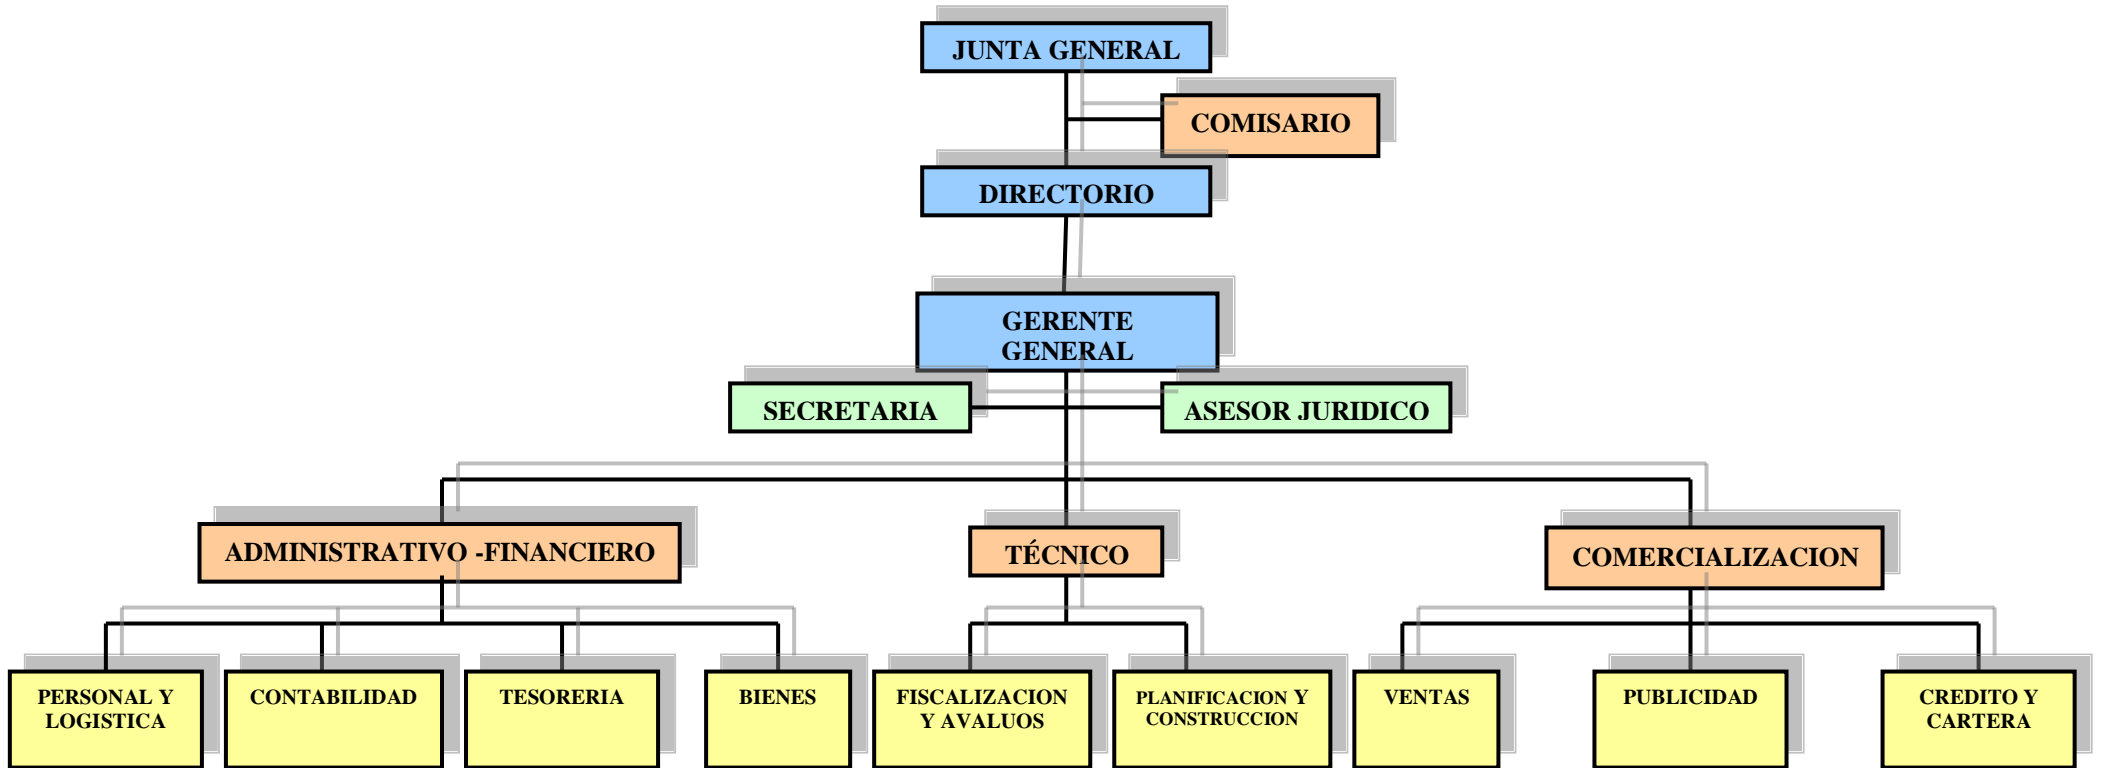 JUNTA GENERAL
COMISARIO
DIRECTORIO
GERENTE
GENERAL
SECRETARIA
ASESOR JURIDICO
ADMINISTRATIVO -FINANCIERO
TÉCNICO
COMERCIALIZACION
PERSONAL Y
LOGISTICA
CONTABILIDAD
TESORERIA
BIENES
FISCALIZACION
Y AVALUOS
PLANIFICACION Y
CONSTRUCCION
VENTAS
PUBLICIDAD
CREDITO Y
CARTERA